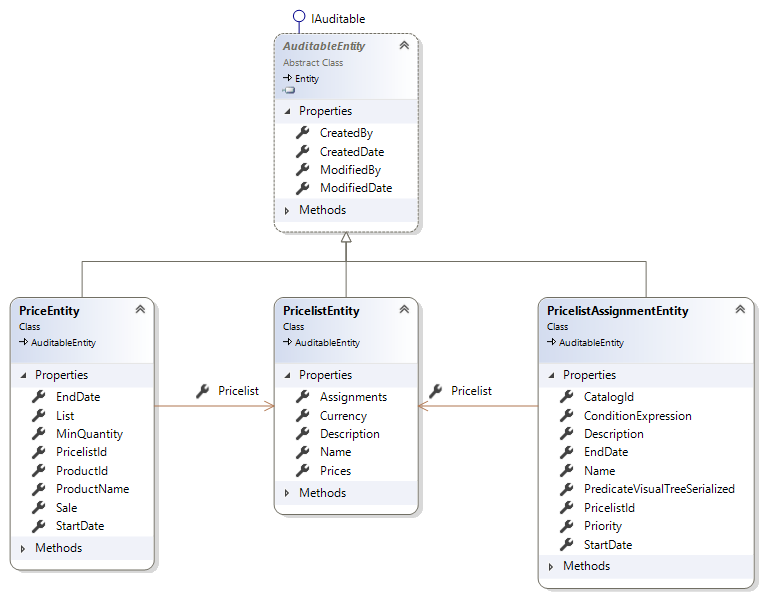 IAuditable
AuditableEntity
Abstract Class
Entity
Properties
CreatedBy
CreatedDate
ModifiedBy
ModifiedDate
Methods
PriceEntity
Class
AuditableEntity
Properties
EndDate
List
MinQuantity
PricelistId
ProductId
ProductName
Sale
StartDate
Methods
Pricelist
PricelistEntity
Class
AuditableEntity
Properties
Assignments
Currency
Description
Name
Prices
Methods
Pricelist
PricelistAssignmentEntity
Class
AuditableEntity
Properties
CatalogId
ConditionExpression
Description
EndDate
Name
PredicateVisualTreeSerialized
PricelistId
Priority
StartDate
Methods